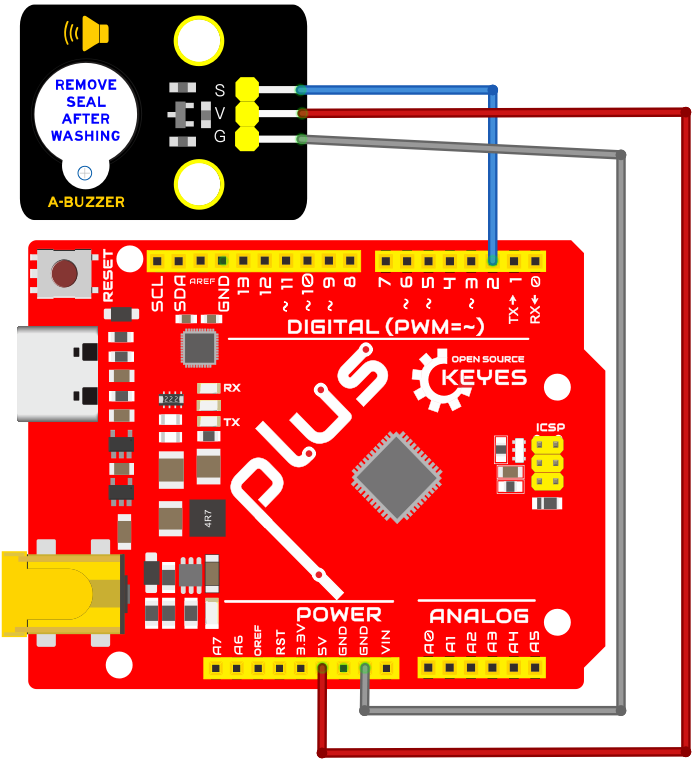 REMOVE
SEAL
AFTER
WASHING
S
V
G
A-BUZZER
RESET
SCL
SDA
AREF
GND
13
12
~11
~10
~9
8
7
~6
~5
4
~3
2
TX→1
RX←0
DIGITAL (PWM=~)
OPEN SOURCE
KEYES
plus
RX
TX
222
ICSP
4R7
POWER
ANALOG
A7
A6
OREF
RST
3.3V
5V
GND
GND
VIN
A0
A1
A2
A3
A4
A5